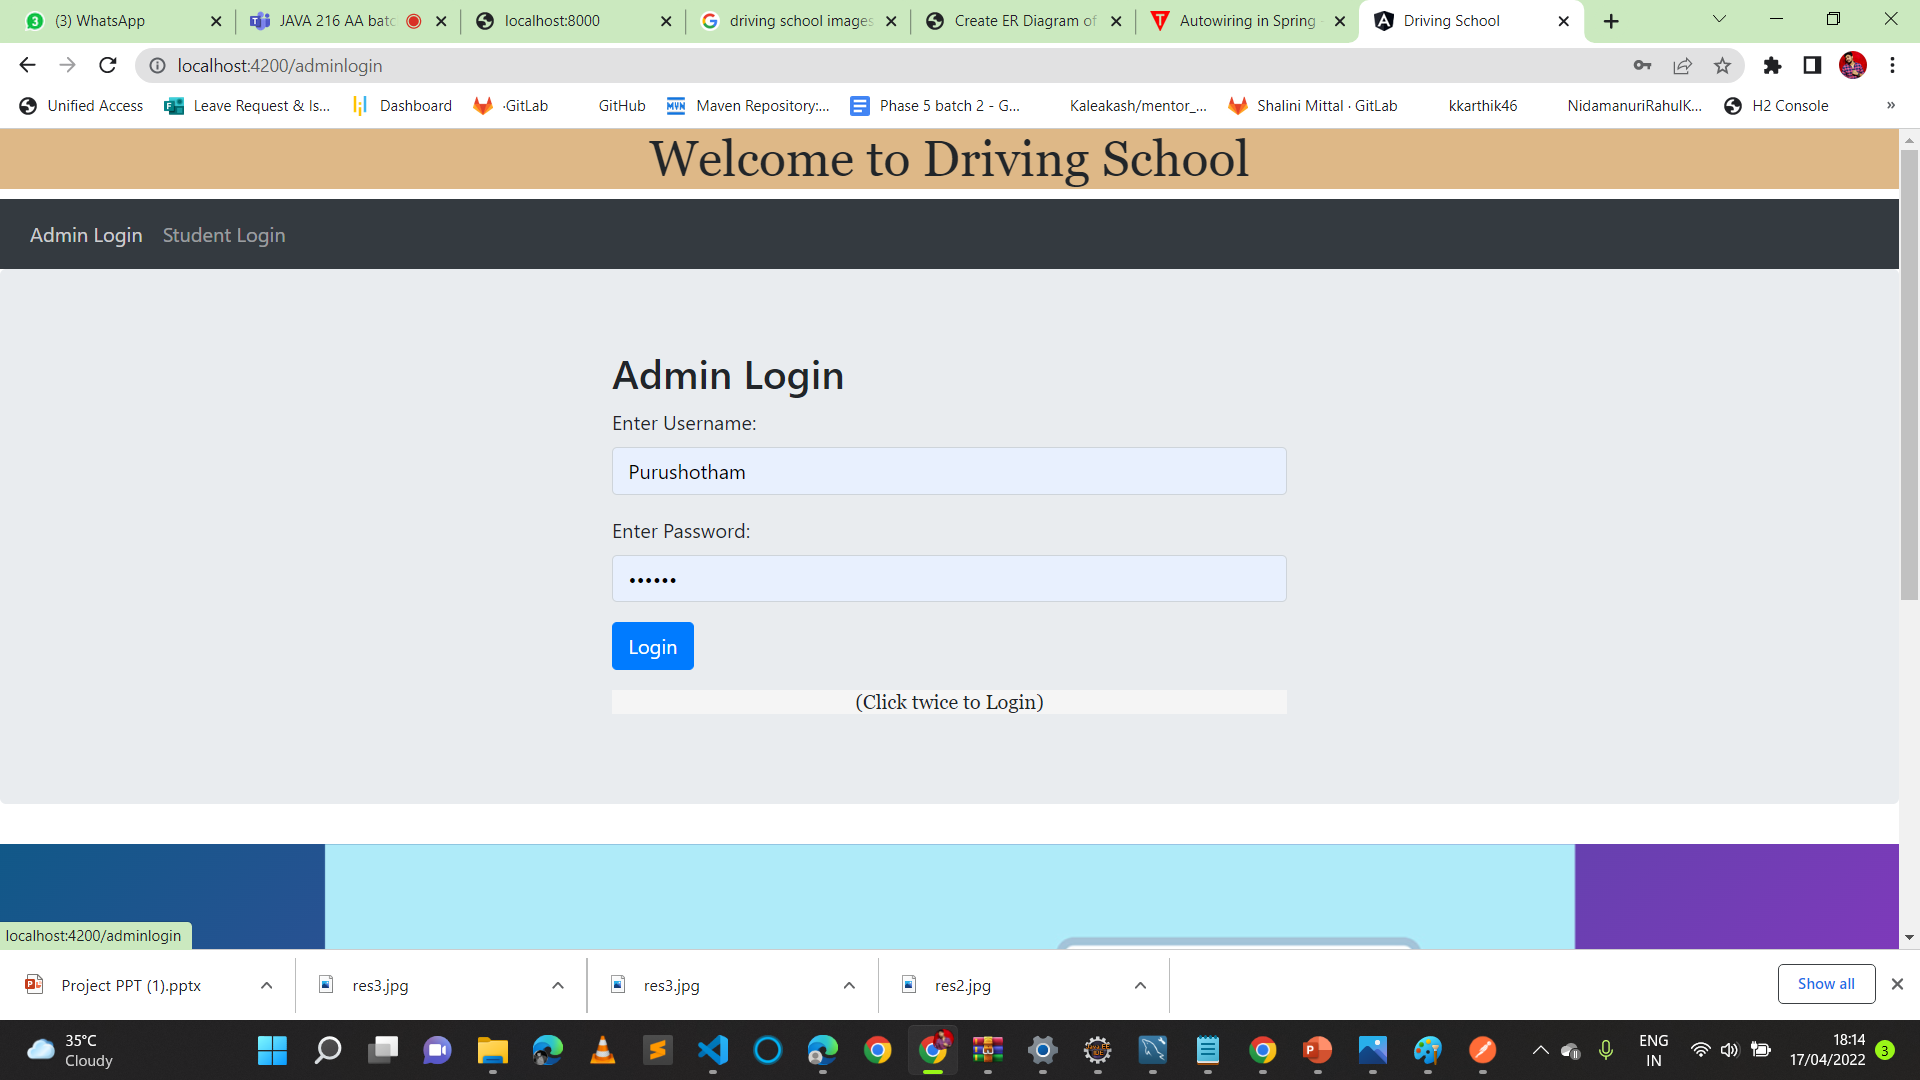 (3) WhatsApp
JAVA 216 AA batc
localhost:8000
driving school images
Create ER Diagram of
Autowiring in Spring
Driving School
localhost:4200/adminlogin
Unified Access
Leave Request & Is...
Dashboard
·GitLab
GitHub
MVN
Maven Repository:...
Phase 5 batch 2 - G...
Kaleakash/mentor_...
Shalini Mittal · GitLab
kkarthik46
NidamanuriRahulK...
H2 Console
»
Welcome to Driving School
Admin Login
Student Login
Admin Login
Enter Username:
Purushotham
Enter Password:
••••••
Login
(Click twice to Login)
localhost:4200/adminlogin
Project PPT (1).pptx
res3.jpg
res3.jpg
res2.jpg
Show all
35°C
Cloudy
ENG
IN
18:14
17/04/2022
3